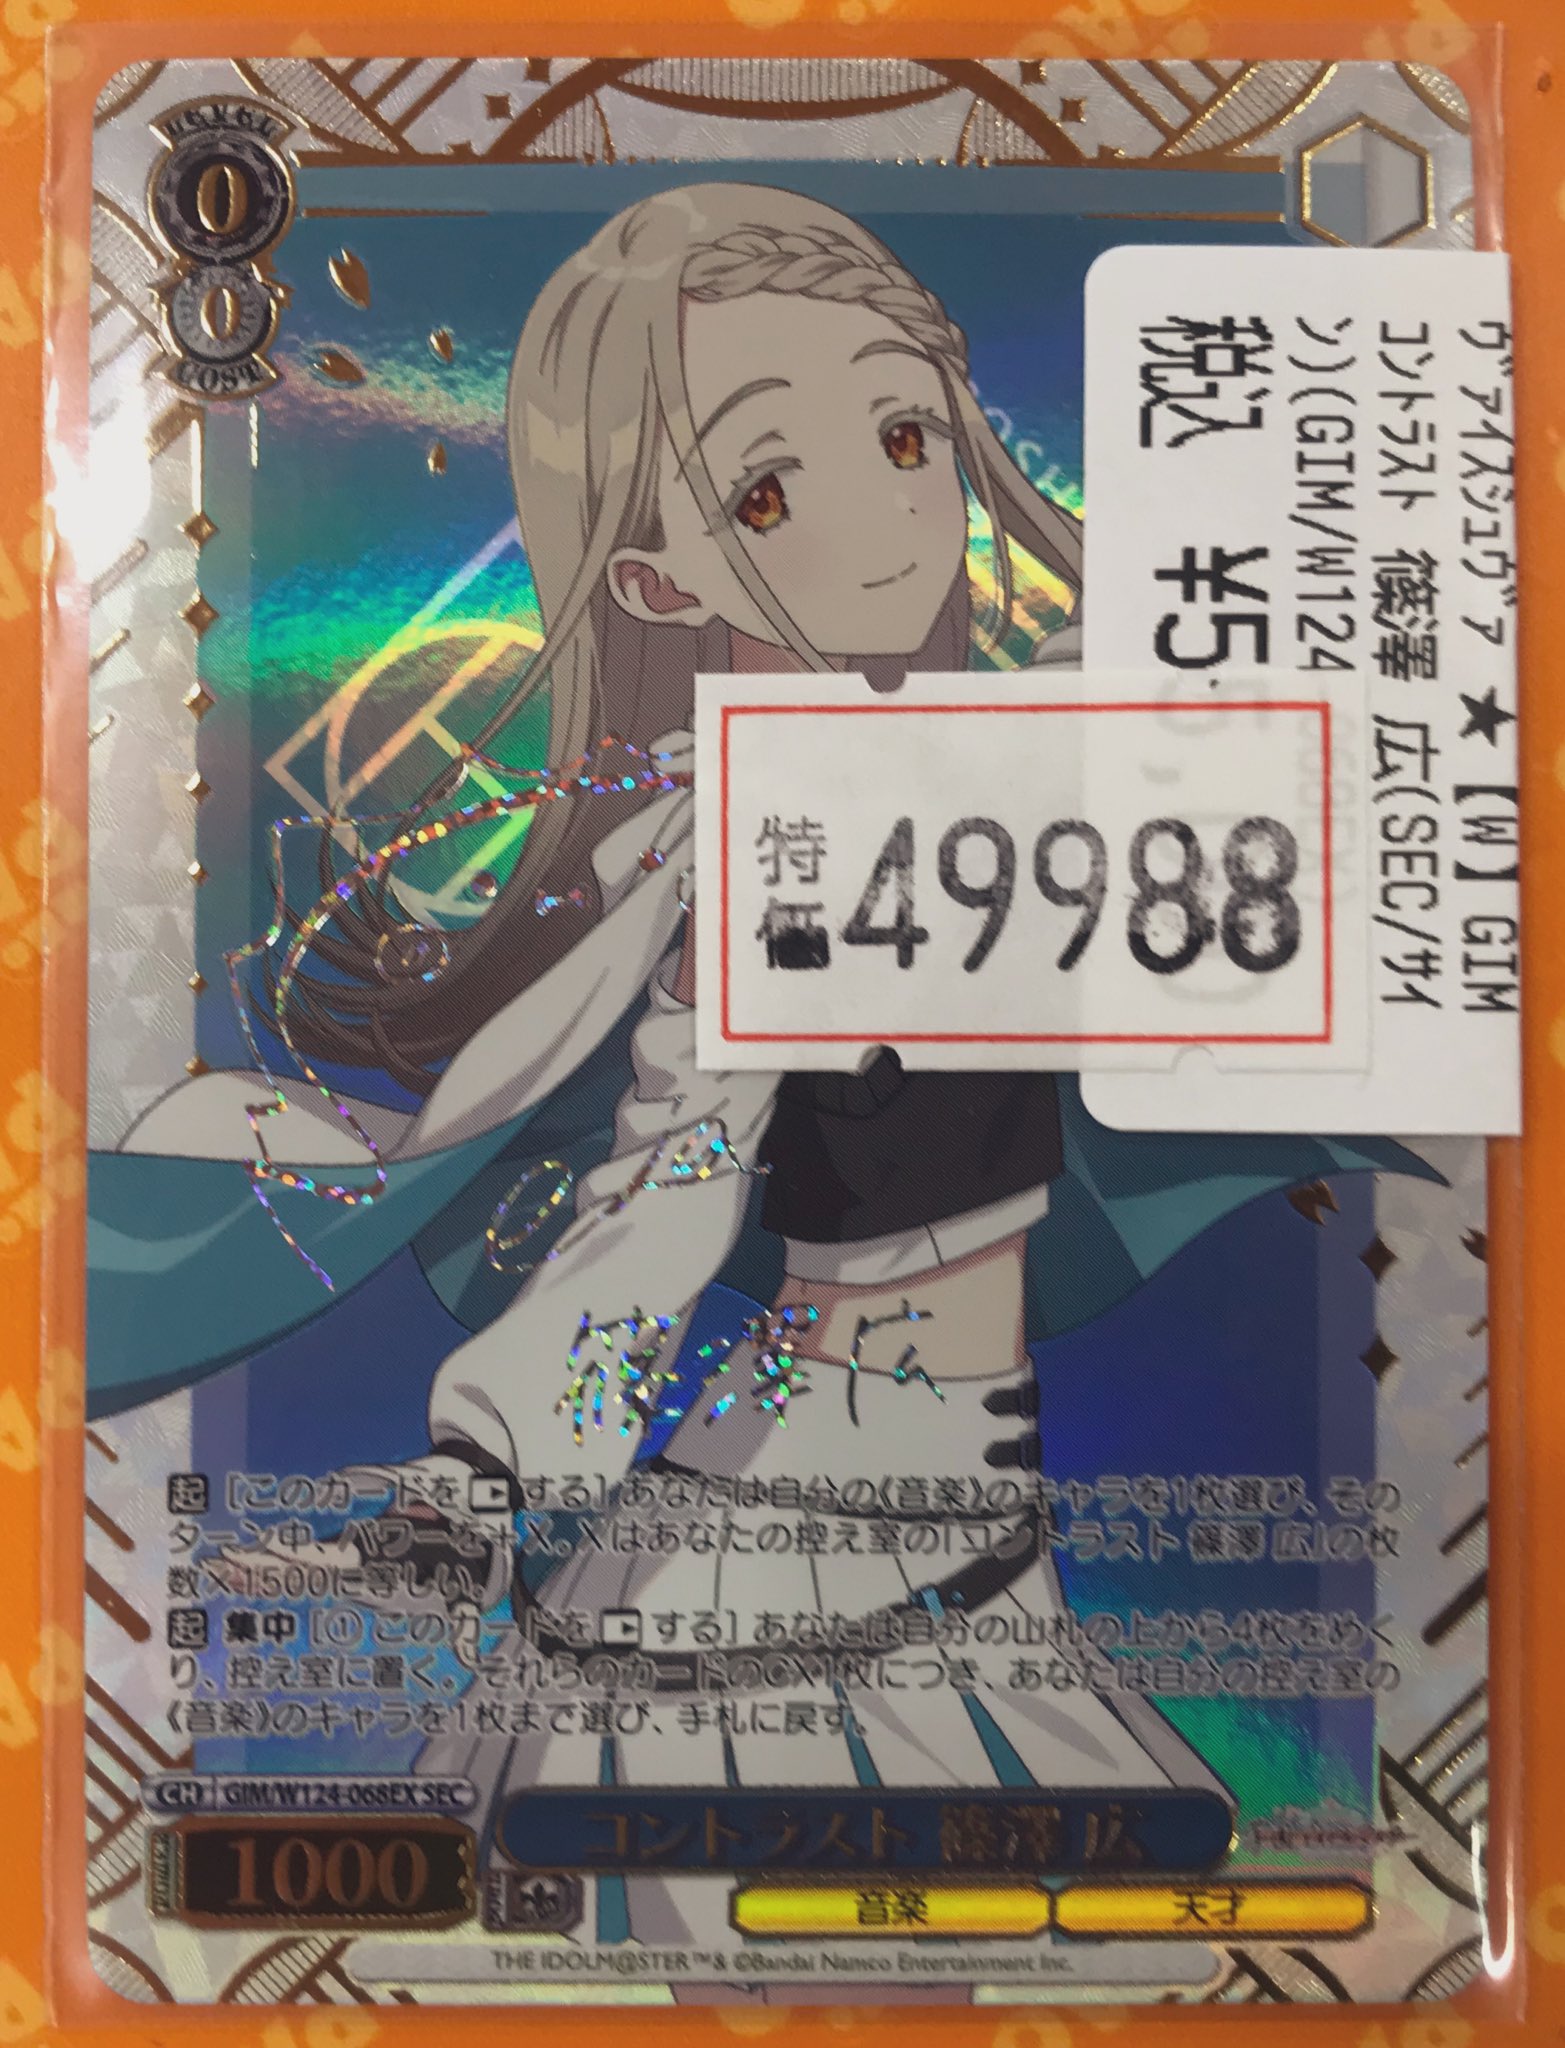 LEVEL
0
0
COST
ヴァイスシュヴァ ★【W】GIM
コントラスト 篠澤 広(SEC/サイ
ン)(GIM/W124
税込 ¥5
特価 49988
篠澤 広
起 [このカードを する] あなたは自分の《音楽》のキャラを1枚選び、その
ターン中、パワーを+X。Xはあなたの控え室の「コントラスト 篠澤 広」の枚
数×1500に等しい。
起 集中 [① このカードを する] あなたは自分の山札の上から4枚をめく
り、控え室に置く。それらのカードのCX1枚につき、あなたは自分の控え室の
《音楽》のキャラを1枚まで選び、手札に戻す。
CH GIM/W124-068EX SEC
POWER 1000
コントラスト 篠澤 広
SOUL
音楽 天才
THE IDOLM@STER™& ©Bandai Namco Entertainment Inc.